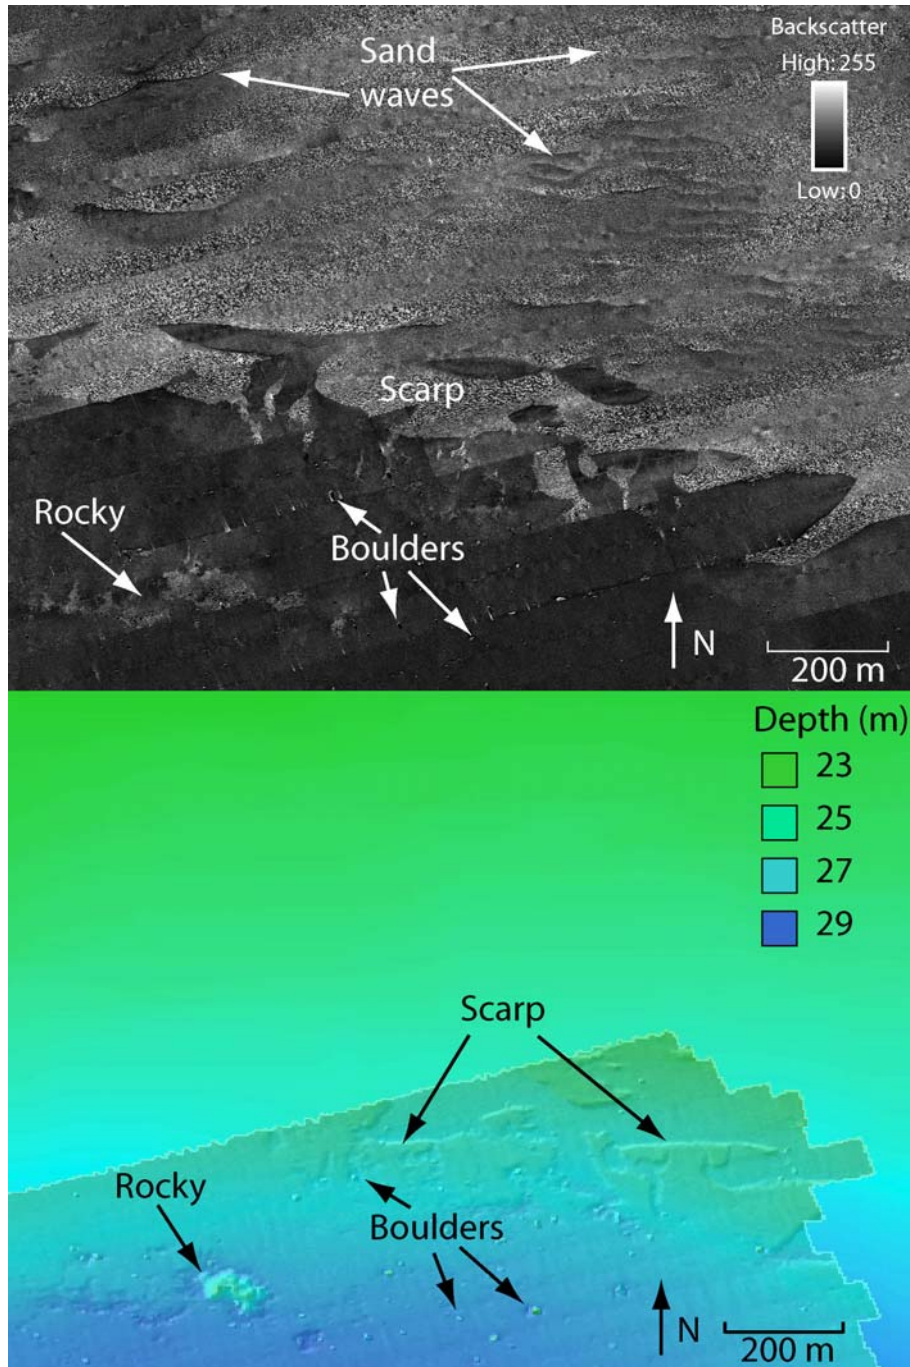 Sand
waves
Backscatter
High:255
Low:0
Scarp
Rocky
Boulders
N
200 m
Depth (m)
23
25
27
29
Scarp
Rocky
Boulders
N
200 m